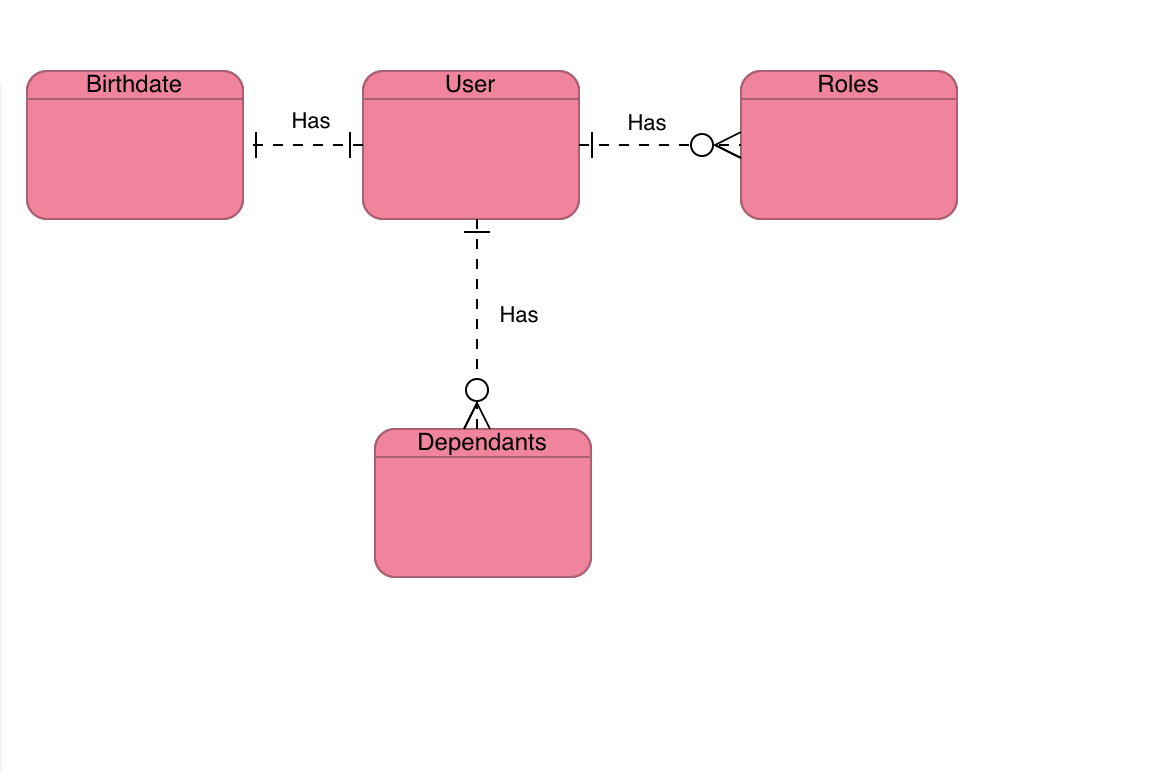 Birthdate
Has
User
Has
Roles
Has
Dependants